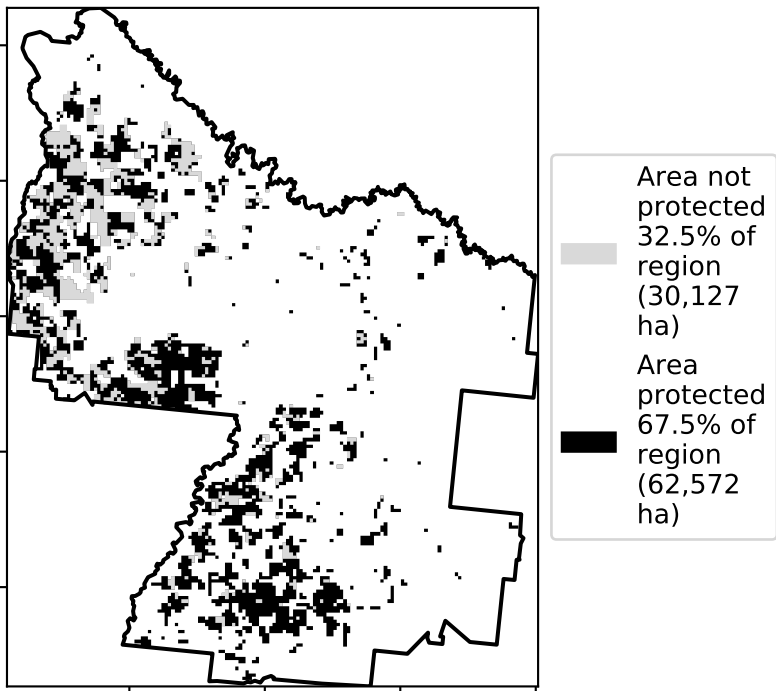 Area not
protected
32.5% of
region
(30,127
ha)
Area
protected
67.5% of
region
(62,572
ha)